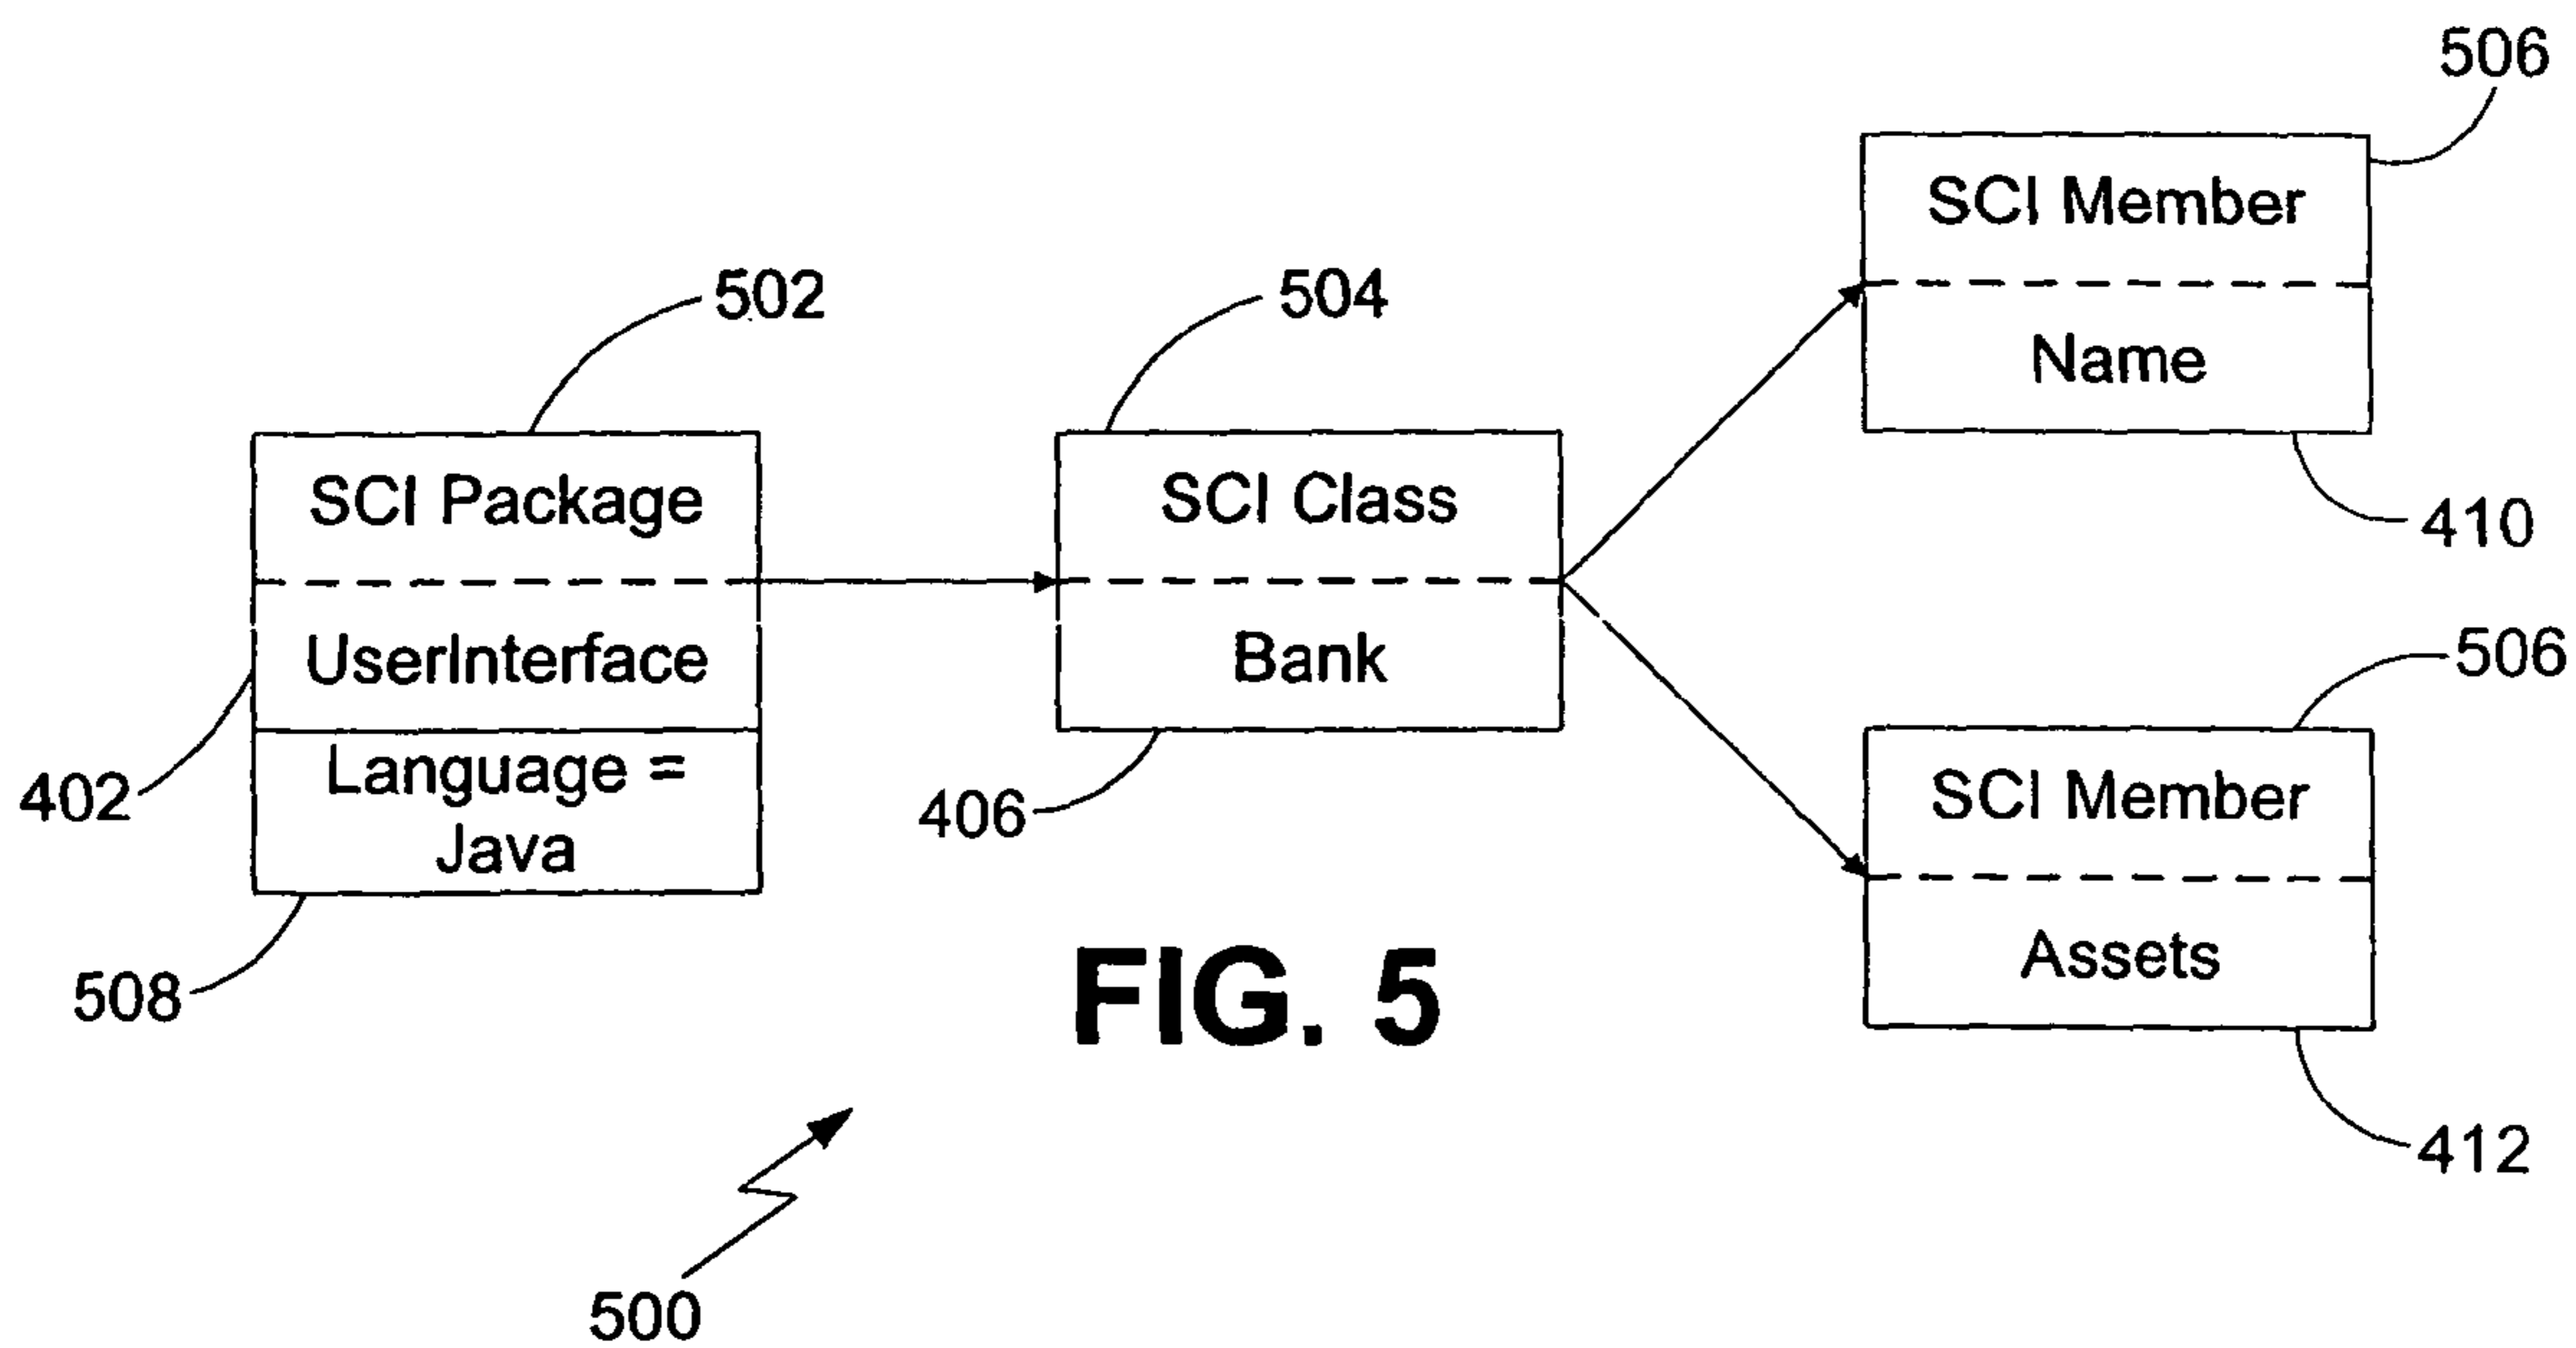 506
SCI Member
Name
410
502
504
SCI Package
UserInterface
Language =
Java
402
508
SCI Class
Bank
406
506
SCI Member
Assets
412
FIG. 5
500